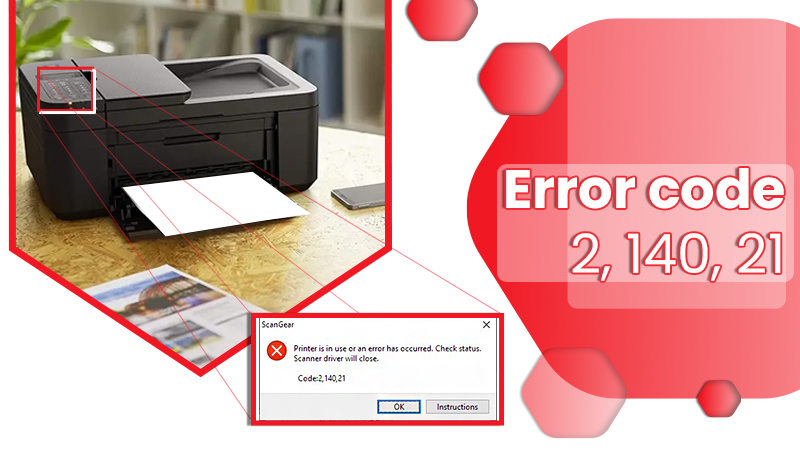 Error code
2, 140, 21
ScanGear
Printer is in use or an error has occurred. Check status.
Scanner driver will close.
Code:2,140,21
OK
Instructions